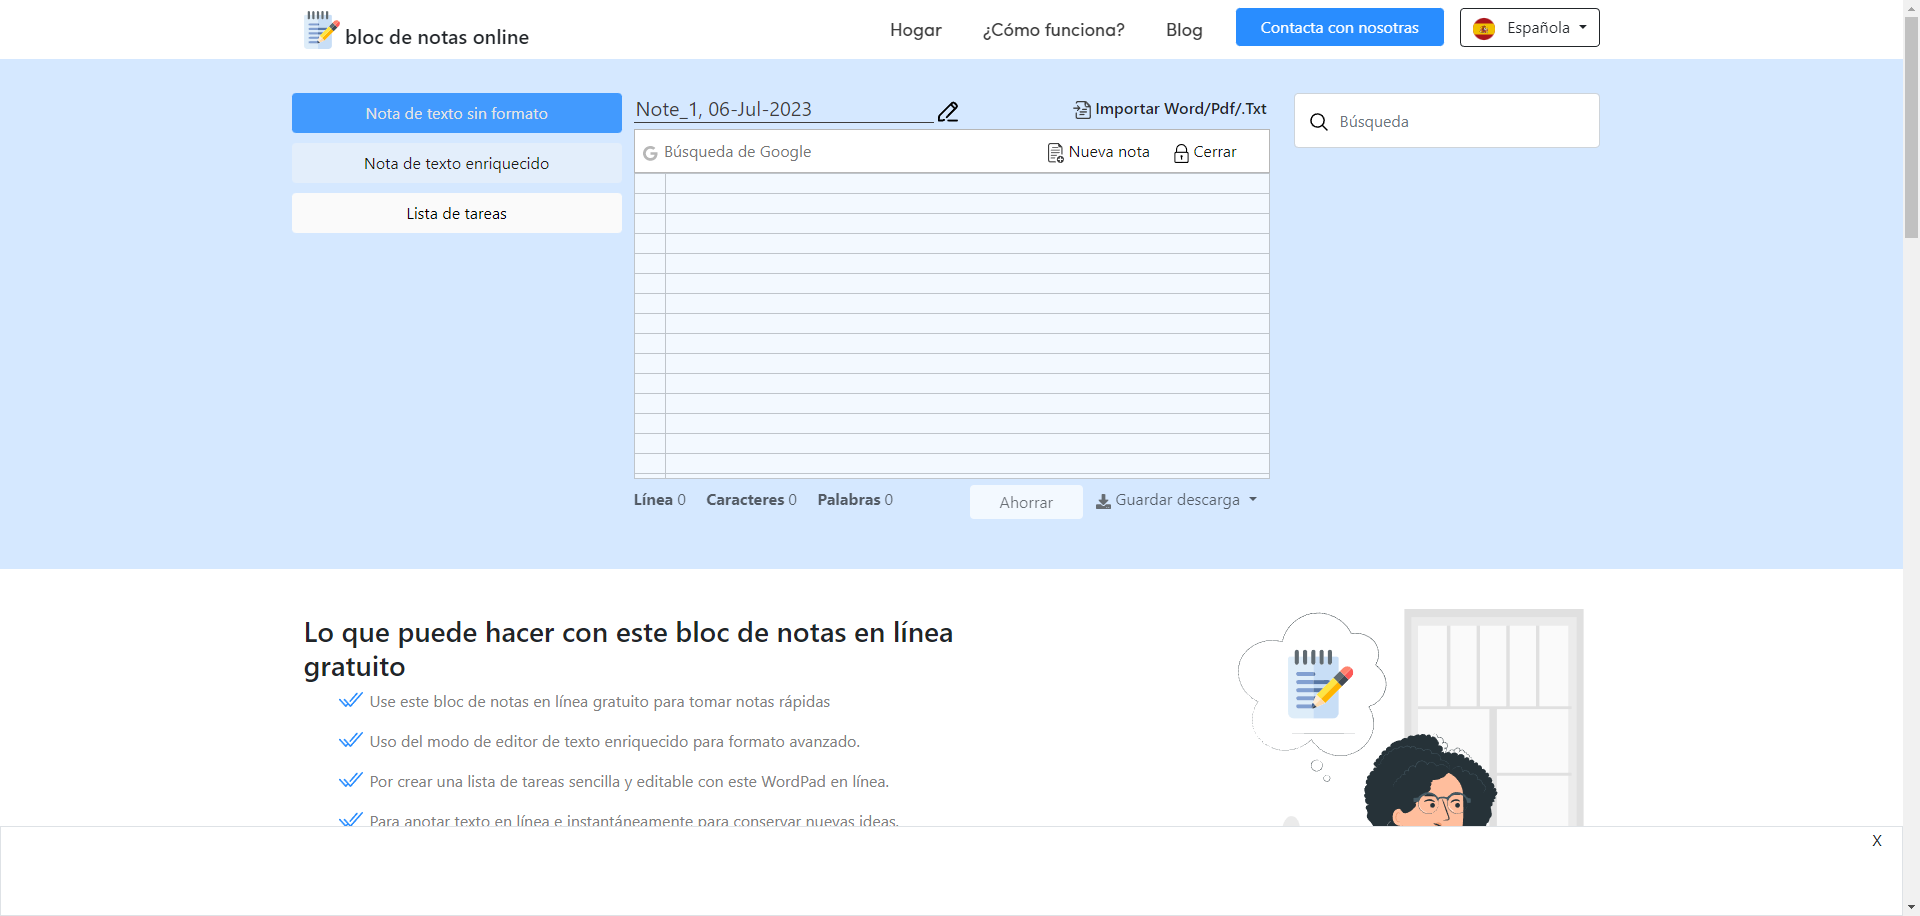 bloc de notas online
Hogar
¿Cómo funciona?
Blog
Contacta con nosotras
Española
Nota de texto sin formato
Nota de texto enriquecido
Lista de tareas
Note_1, 06-Jul-2023
Importar Word/Pdf/.Txt
Búsqueda de Google
Nueva nota
Cerrar
Búsqueda
Línea 0
Caracteres 0
Palabras 0
Ahorrar
Guardar descarga
Lo que puede hacer con este bloc de notas en línea
gratuito
Use este bloc de notas en línea gratuito para tomar notas rápidas
Uso del modo de editor de texto enriquecido para formato avanzado.
Por crear una lista de tareas sencilla y editable con este WordPad en línea.
Para anotar texto en línea e instantáneamente para conservar nuevas ideas.
X